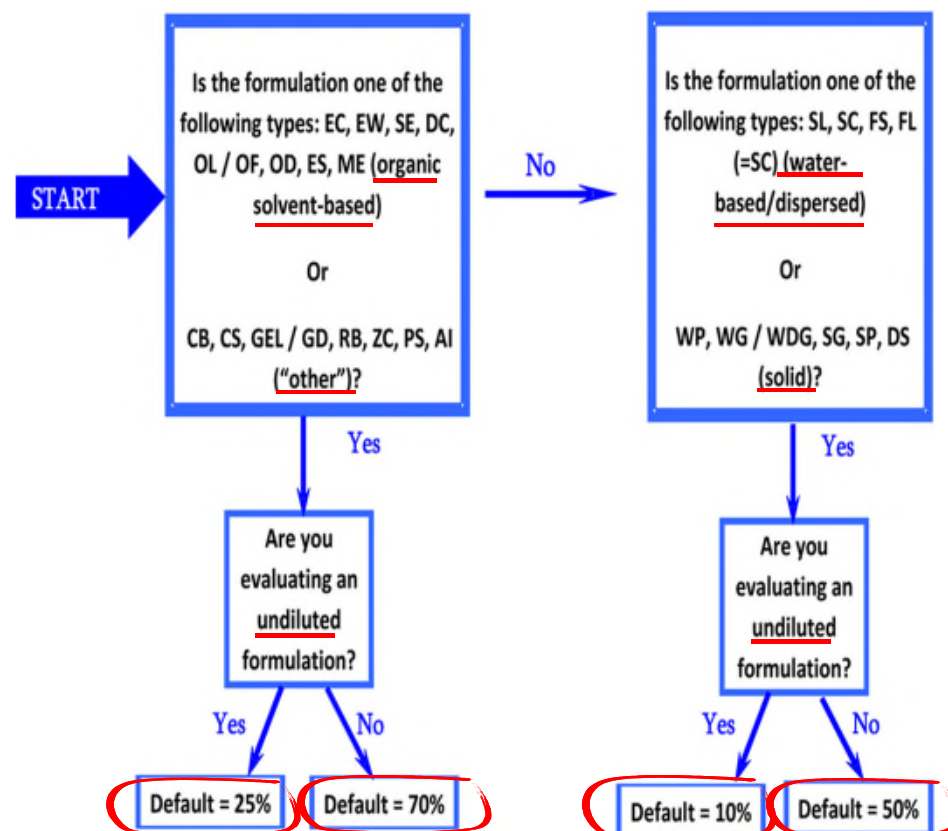 START
Is the formulation one of the
following types: EC, EW, SE, DC,
OL / OF, OD, ES, ME (organic
solvent-based)
Or
CB, CS, GEL / GD, RB, ZC, PS, AI
(“other”)?
No
Is the formulation one of the
following types: SL, SC, FS, FL
(=SC) (water-
based/dispersed)
Or
WP, WG / WDG, SG, SP, DS
(solid)?
Yes
Are you
evaluating an
undiluted
formulation?
Yes
No
Default = 25%
Default = 70%
Yes
Are you
evaluating an
undiluted
formulation?
Yes
No
Default = 10%
Default = 50%